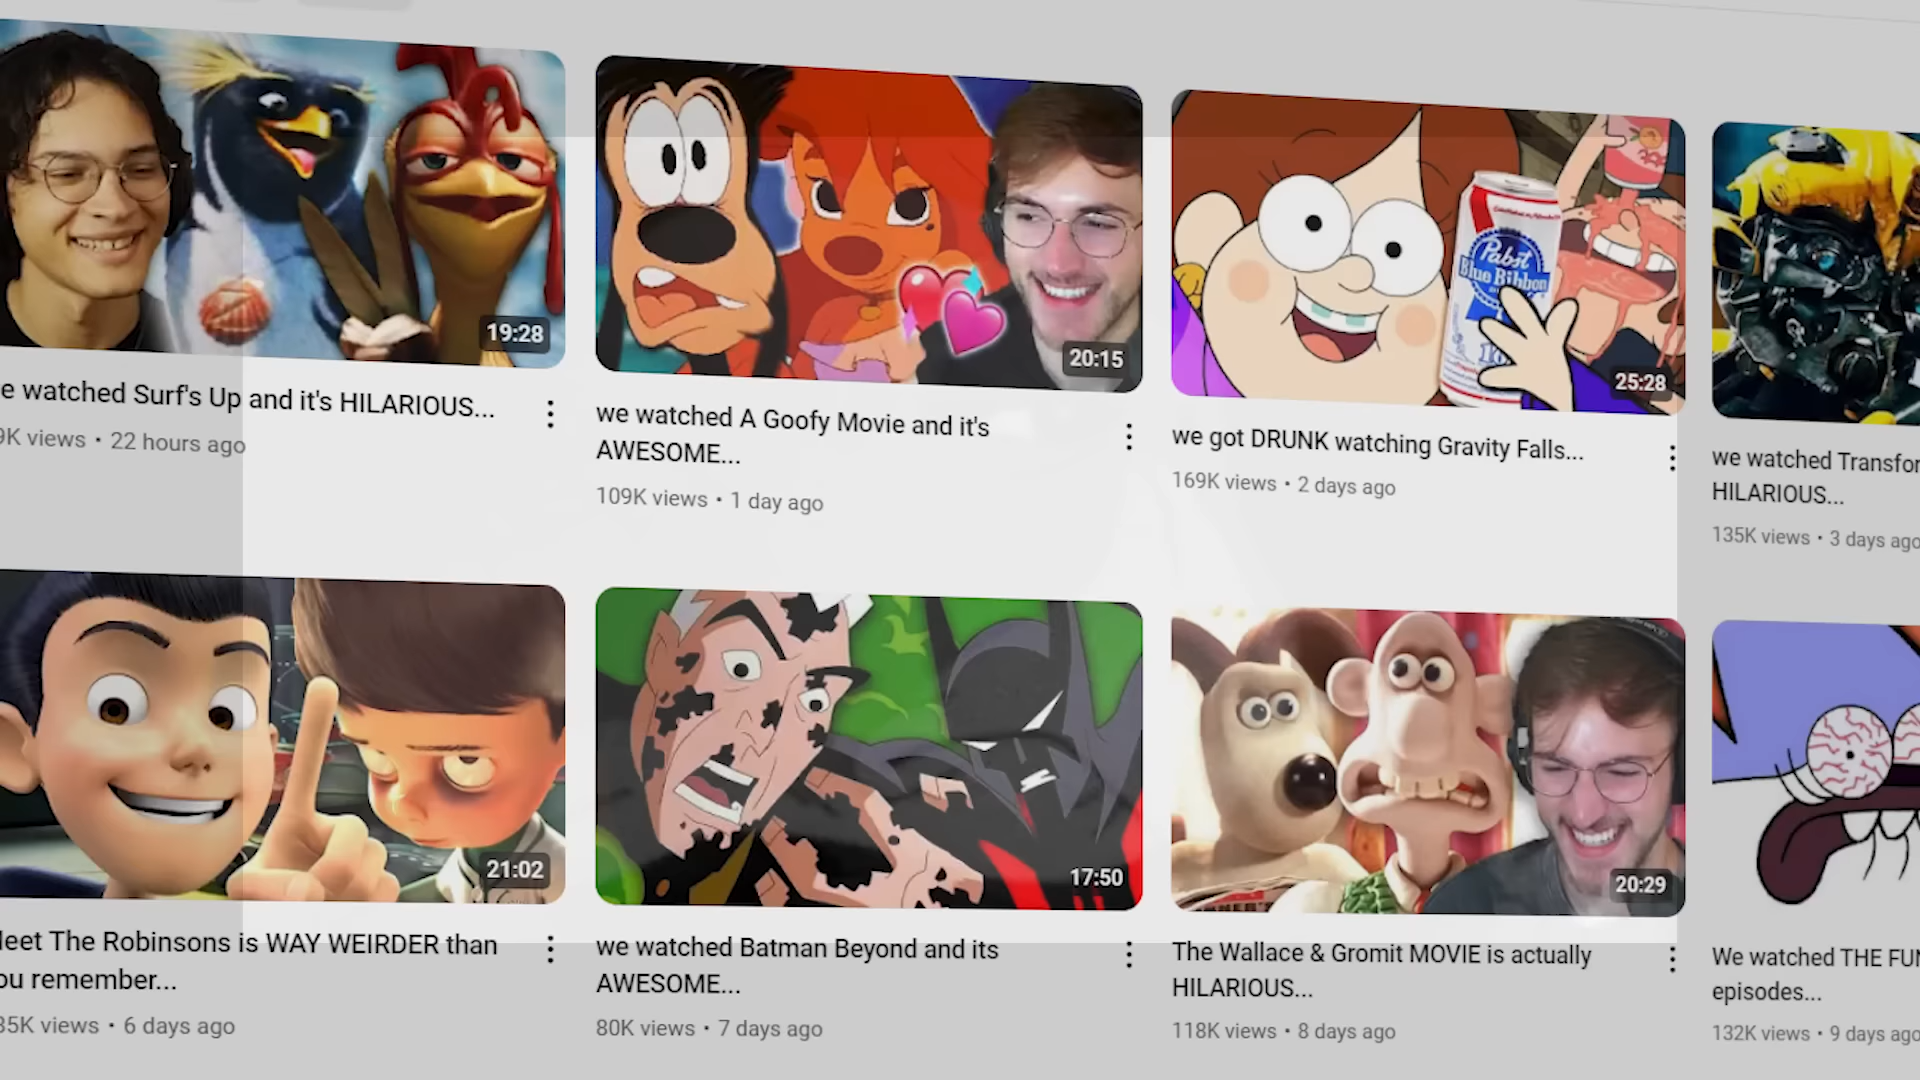 19:28
20:15
Pabst
Blue Ribbon
25:28
watched Surf's Up and it's HILARIOUS...
views • 22 hours ago
we watched A Goofy Movie and it's
AWESOME...
109K views • 1 day ago
we got DRUNK watching Gravity Falls...
169K views • 2 days ago
we watched
HILARIOUS...
135K views • 3 days ago
21:02
17:50
20:29
The Robinsons is WAY WEIRDER than
remember...
views • 6 days ago
we watched Batman Beyond and its
AWESOME...
80K views • 7 days ago
The Wallace & Gromit MOVIE is actually
HILARIOUS...
118K views • 8 days ago
We watched THE
episodes...
132K views • 9 days ago